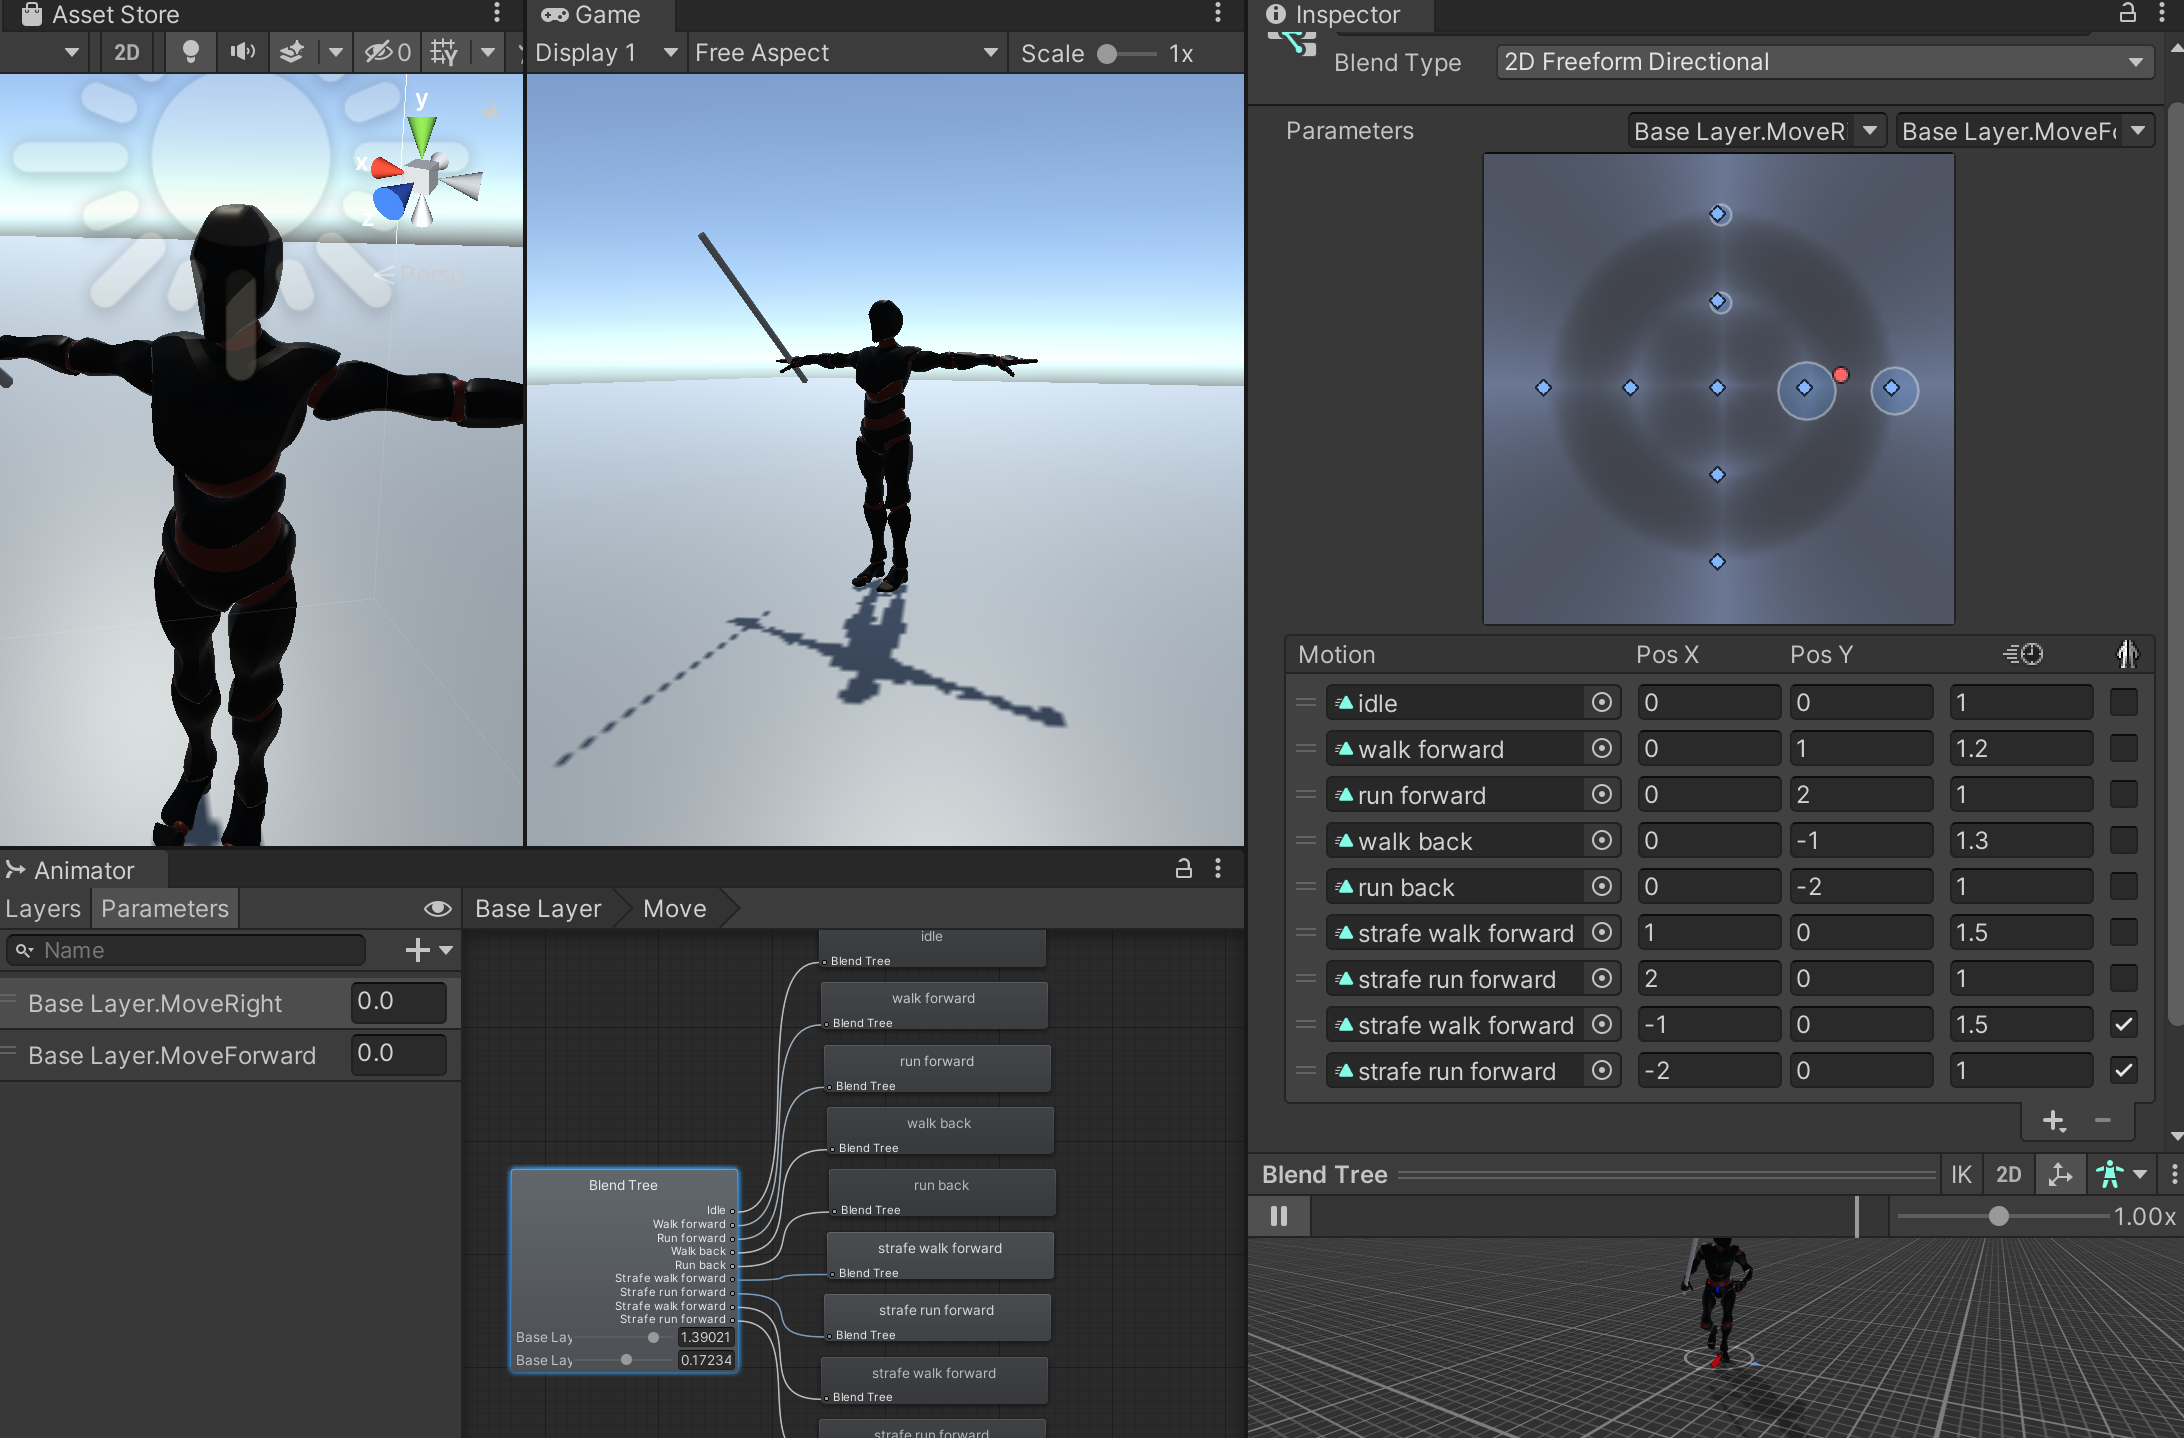 Asset Store
Game
Inspector
2D
0
Display 1
Free Aspect
Scale
1x
Blend Type
2D Freeform Directional
Parameters
Base Layer.MoveR
Base Layer.MoveF
y
x
z
Persp
Motion
Pos X
Pos Y
idle
0
0
1
walk forward
0
1
1.2
run forward
0
2
1
walk back
0
-1
1.3
run back
0
-2
1
strafe walk forward
1
0
1.5
strafe run forward
2
0
1
strafe walk forward
-1
0
1.5
strafe run forward
-2
0
1
Animator
Layers
Parameters
Base Layer
Move
Name
Base Layer.MoveRight
0.0
Base Layer.MoveForward
0.0
idle
Blend Tree
walk forward
Blend Tree
run forward
Blend Tree
walk back
Blend Tree
run back
Blend Tree
strafe walk forward
Blend Tree
strafe run forward
Blend Tree
strafe walk forward
Blend Tree
strafe run forward
Blend Tree
Idle
Walk forward
Run forward
Walk back
Run back
Strafe walk forward
Strafe run forward
Strafe walk forward
Strafe run forward
Base Lay
1.39021
Base Lay
0.17234
Blend Tree
IK
2D
1.00x